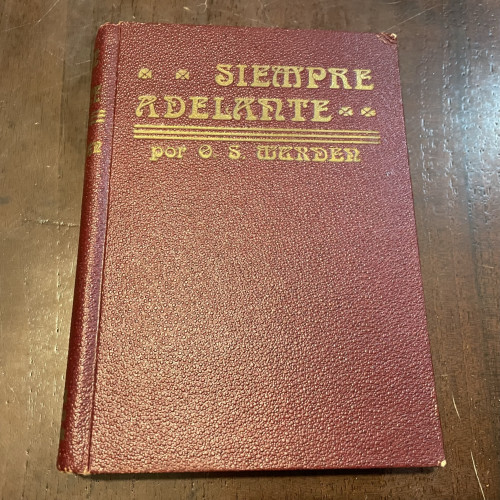 SIEMPRE
ADELANTE
por O S MARDEN